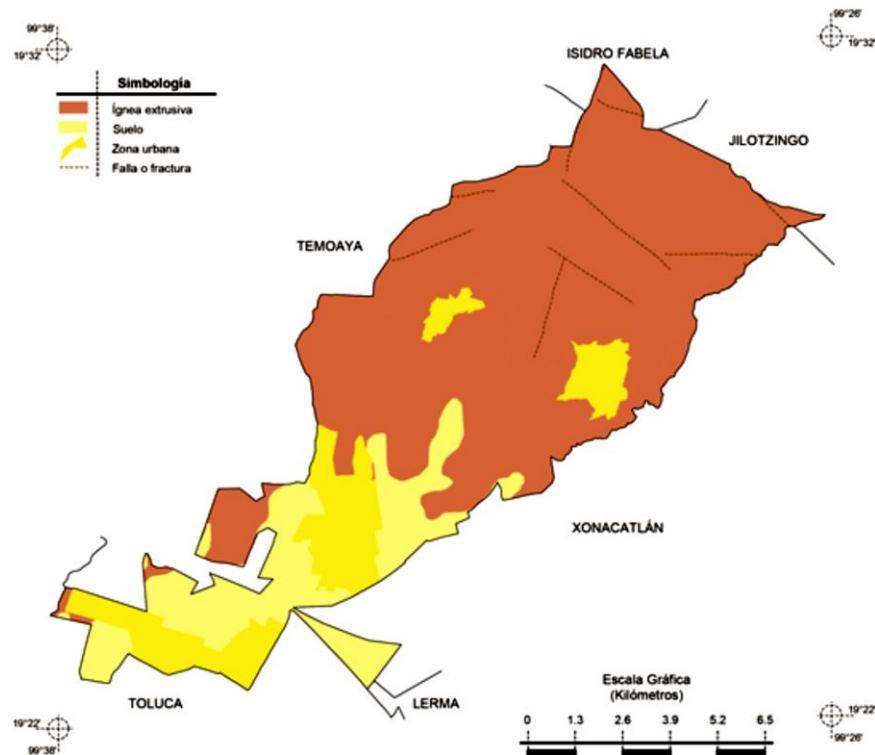 99°38'
19°32'
99°26'
19°32'
Simbología
Ígnea extrusiva
Suelo
Zona urbana
Falla o fractura
ISIDRO FABELA
JILOTZINGO
TEMOAYA
XONACATLÁN
TOLUCA
LERMA
Escala Gráfica
(Kilómetros)
0 1.3 2.6 3.9 5.2 6.5
19°22'
99°38'
19°22'
99°26'